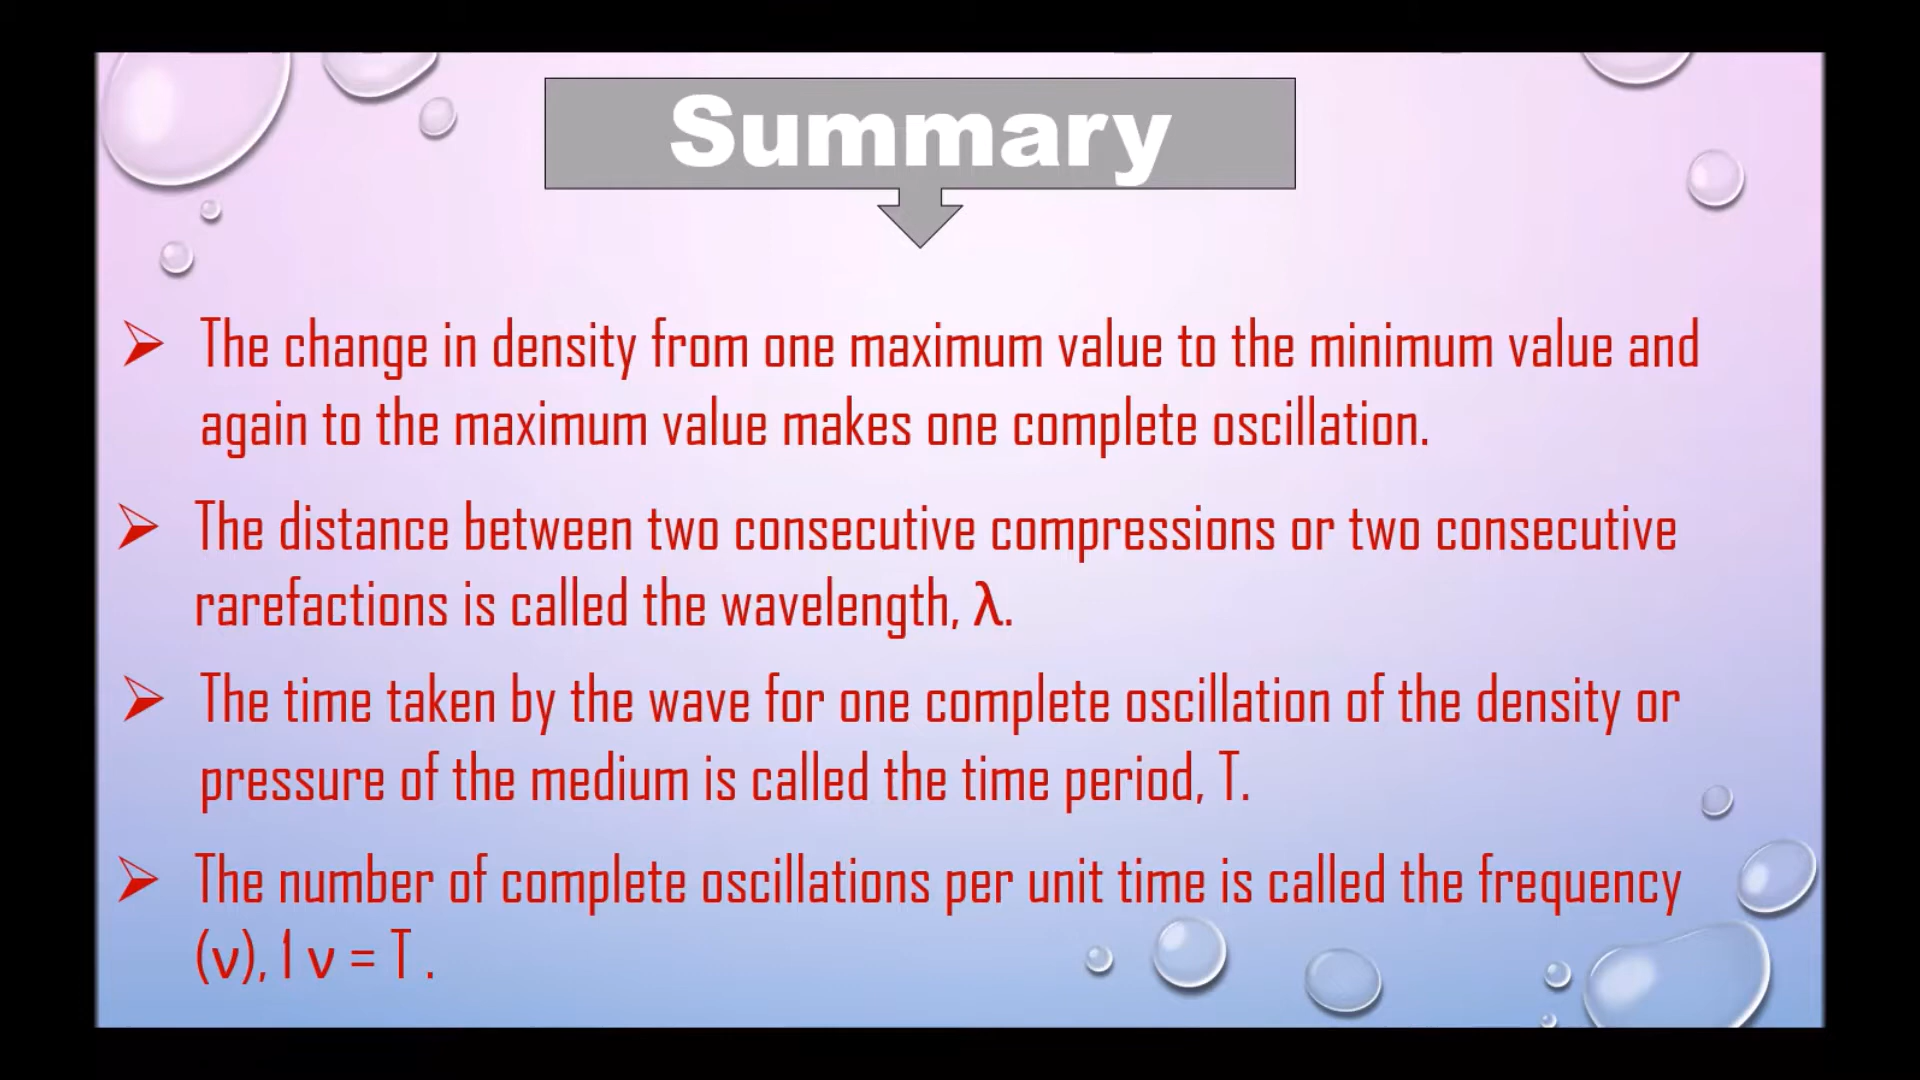 Summary
The change in density from one maximum value to the minimum value and
again to the maximum value makes one complete oscillation.
The distance between two consecutive compressions or two consecutive
rarefactions is called the wavelength, λ.
The time taken by the wave for one complete oscillation of the density or
pressure of the medium is called the time period, T.
The number of complete oscillations per unit time is called the frequency
(ν), 1 ν = T .